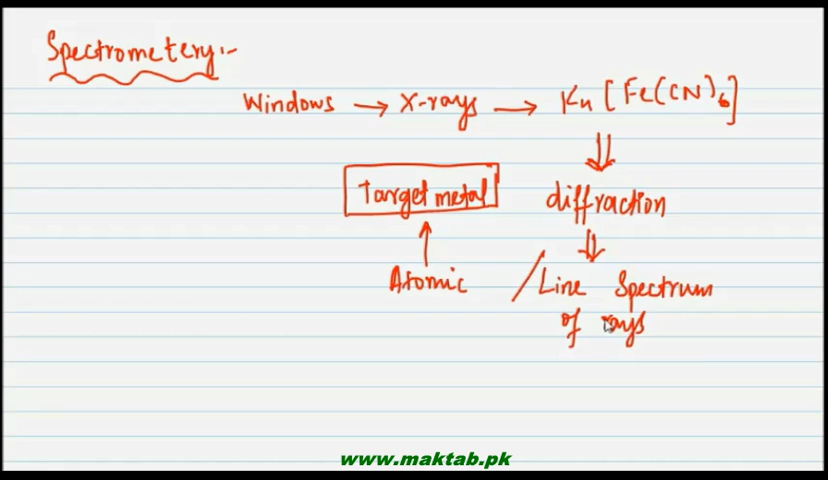 Spectrometery:-
Windows → X-rays → K4 [Fe(CN)6]
Target metal
diffraction
Atomic
/Line Spectrum
of rays
www.maktab.pk